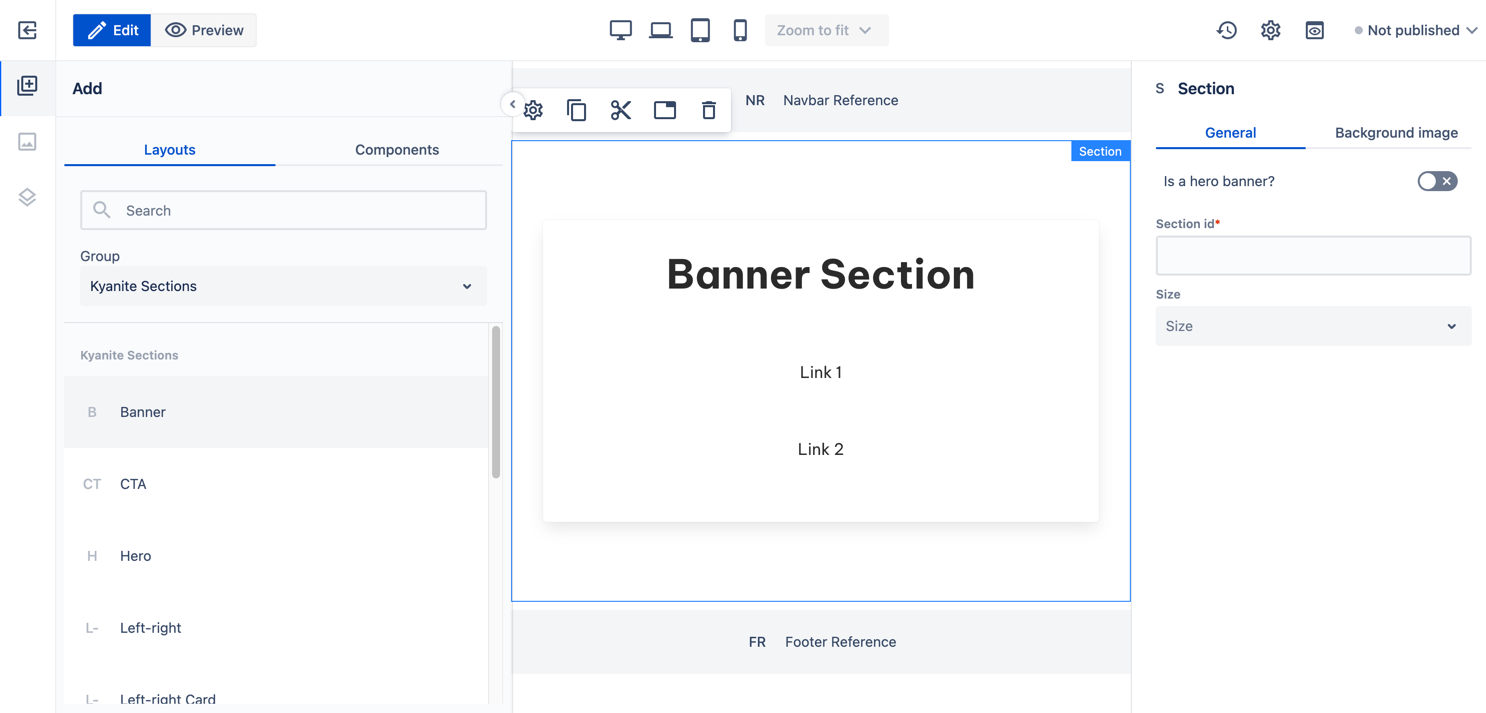 Edit
Preview
Zoom to fit
Not published
Add
Layouts
Components
Search
Group
Kyanite Sections
Kyanite Sections
B Banner
CT CTA
H Hero
L- Left-right
L- Left-right Card
NR Navbar Reference
Section
Banner Section
Link 1
Link 2
FR Footer Reference
S Section
General
Background image
Is a hero banner?
Section id*
Size
Size